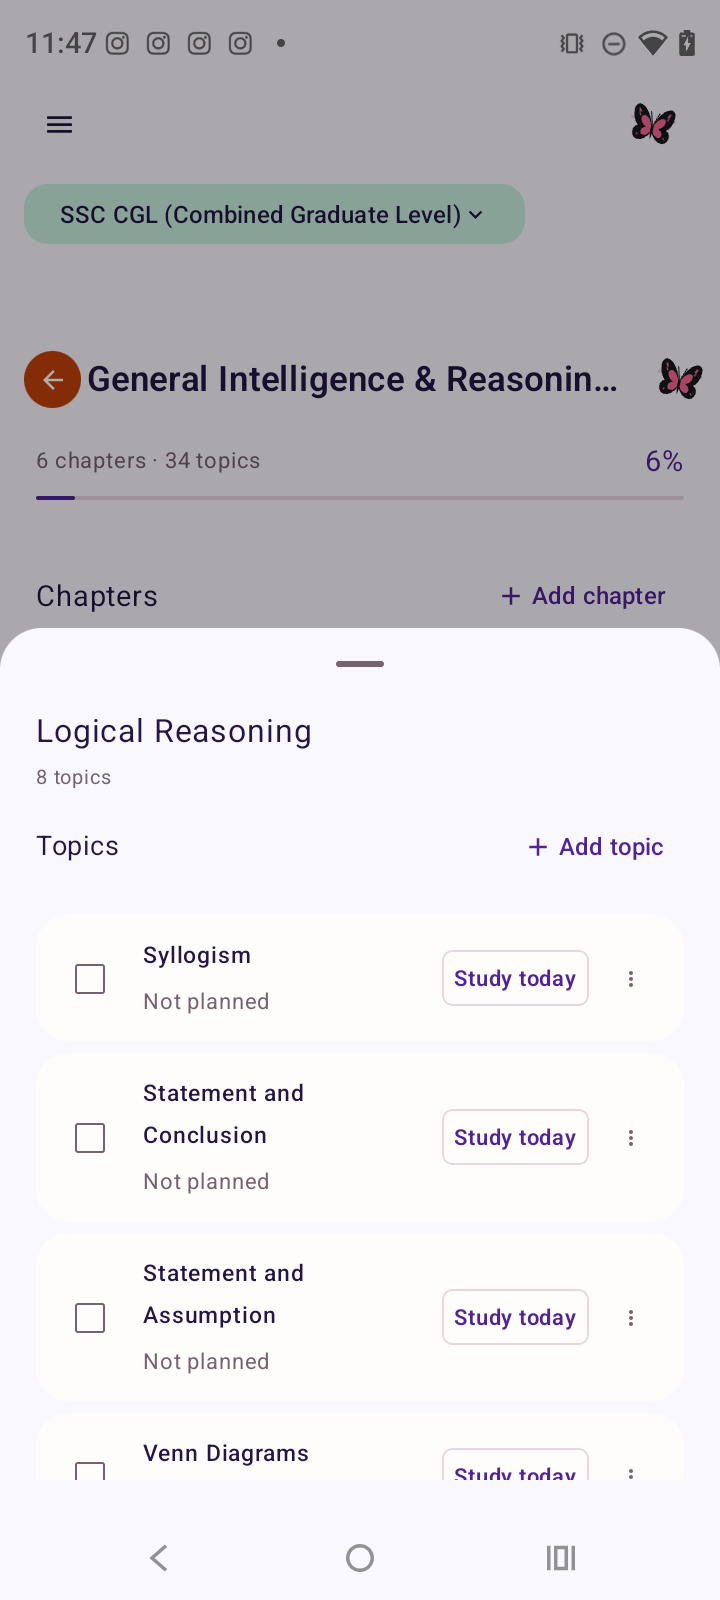 11:47
SSC CGL (Combined Graduate Level)
General Intelligence & Reasonin...
6 chapters · 34 topics
6%
Chapters
+ Add chapter
Logical Reasoning
8 topics
Topics
+ Add topic
Syllogism
Not planned
Study today
Statement and
Conclusion
Not planned
Study today
Statement and
Assumption
Not planned
Study today
Venn Diagrams
Study today